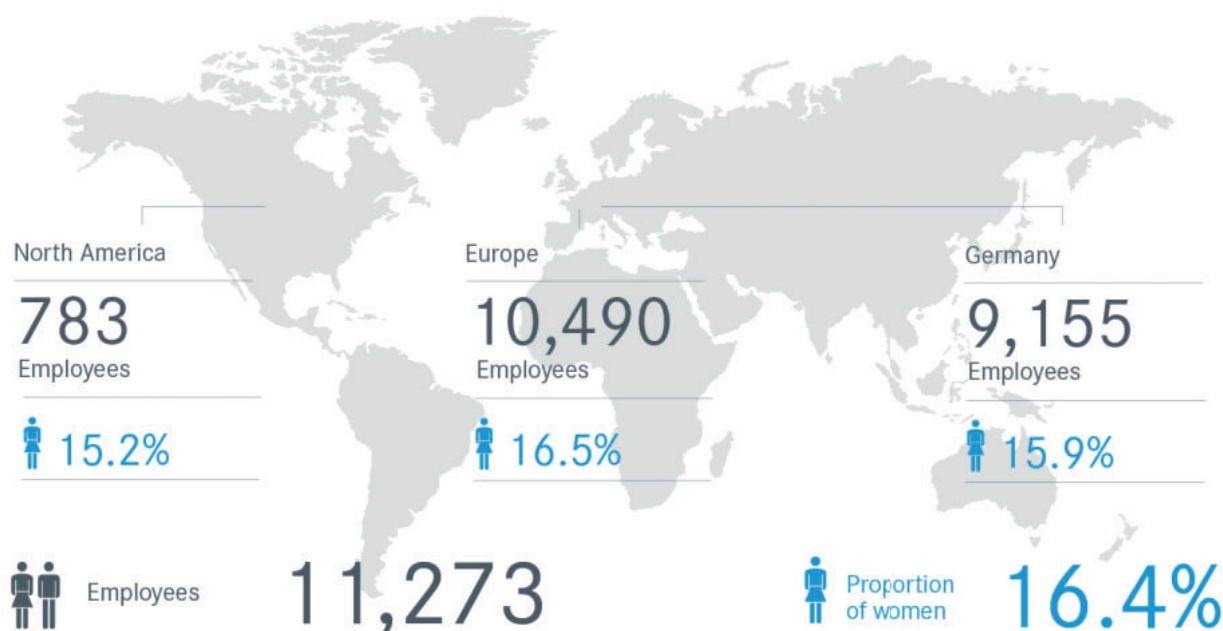 North America
783
Employees
15.2%
Europe
10,490
Employees
16.5%
Germany
9,155
Employees
15.9%
Employees
11,273
Proportion
of women
16.4%